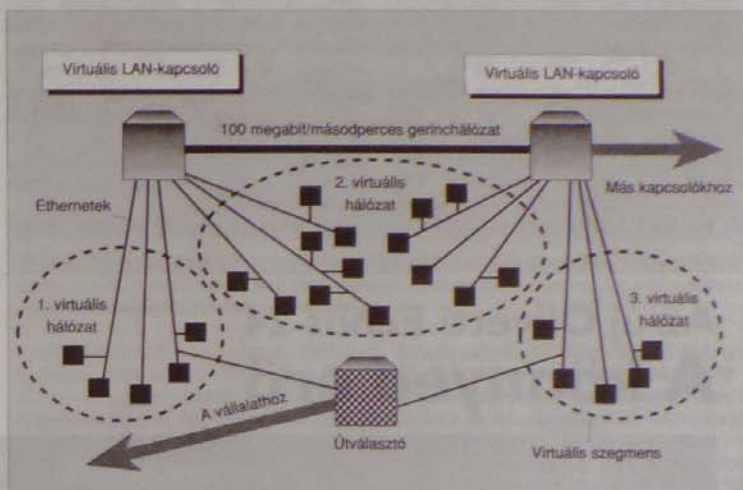 Virtuális LAN-kapcsoló
Virtuális LAN-kapcsoló
100 megabit/másodperces gerinchálózat
Más kapcsolókhoz
Ethernetek
2. virtuális
hálózat
1. virtuális
hálózat
3. virtuális
hálózat
A vállalathoz
Útválasztó
Virtuális szegmens